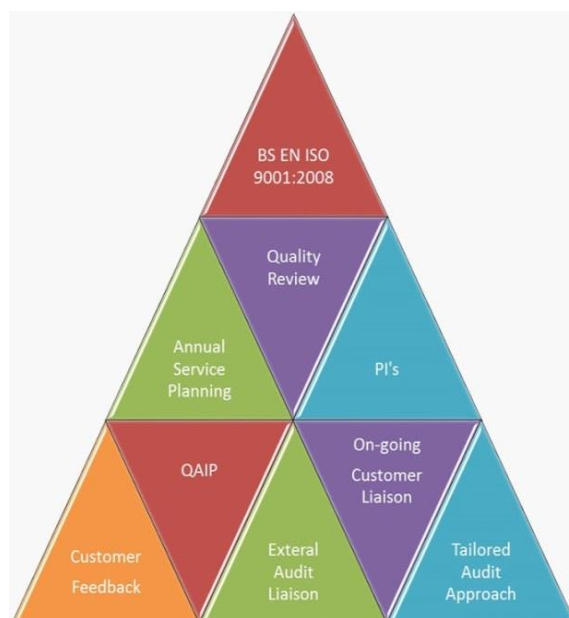 BS EN ISO
9001:2008
Quality
Review
Annual
Service
Planning
PI's
QAIP
On-going
Customer
Liaison
Customer
Feedback
Exteral
Audit
Liaison
Tailored
Audit
Approach